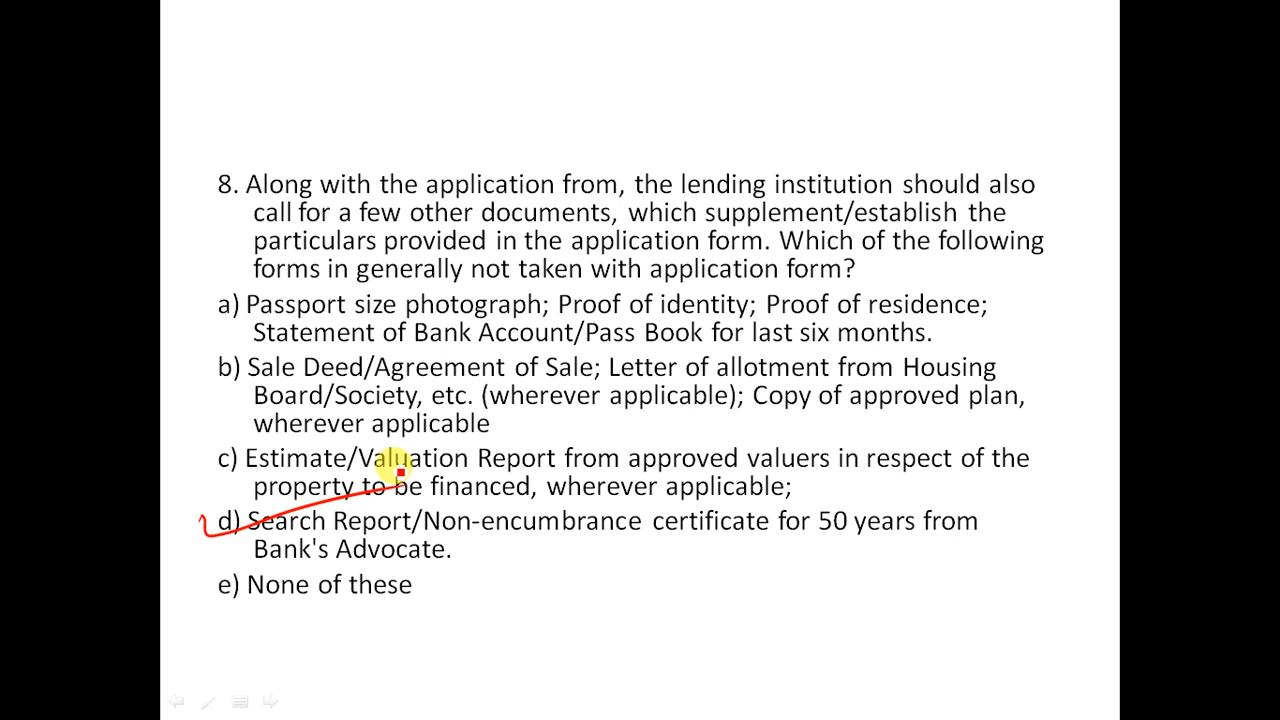 8. Along with the application from, the lending institution should also
call for a few other documents, which supplement/establish the
particulars provided in the application form. Which of the following
forms in generally not taken with application form?
a) Passport size photograph; Proof of identity; Proof of residence;
Statement of Bank Account/Pass Book for last six months.
b) Sale Deed/Agreement of Sale; Letter of allotment from Housing
Board/Society, etc. (wherever applicable); Copy of approved plan,
wherever applicable
c) Estimate/Valuation Report from approved valuers in respect of the
property to be financed, wherever applicable;
d) Search Report/Non-encumbrance certificate for 50 years from
Bank's Advocate.
e) None of these